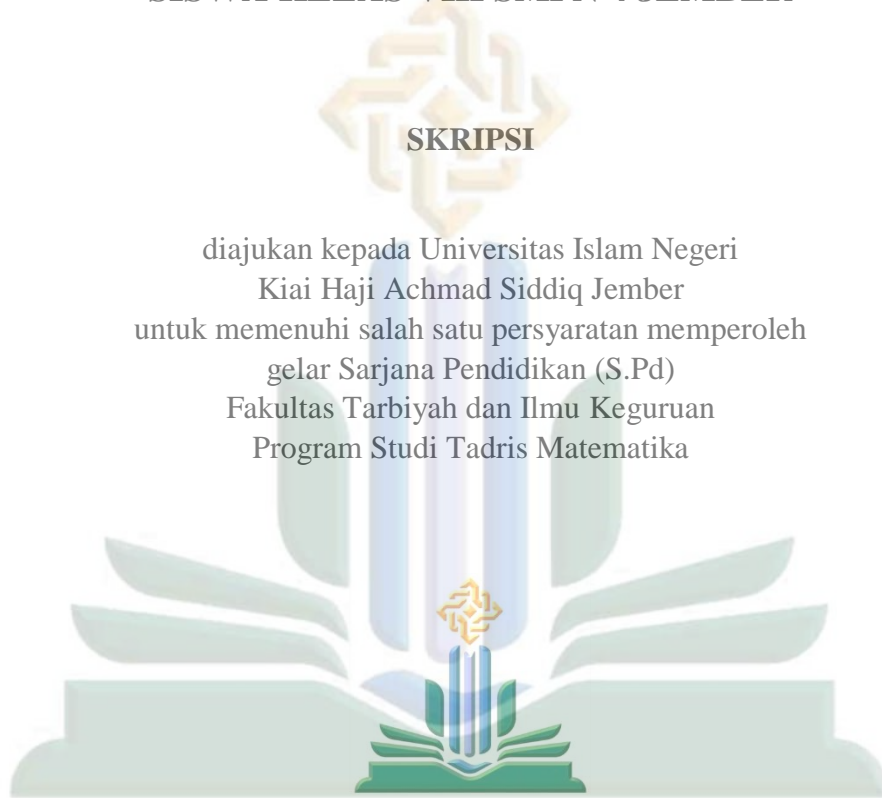 SKRIPSI
diajukan kepada Universitas Islam Negeri
Kiai Haji Achmad Siddiq Jember
untuk memenuhi salah satu persyaratan memperoleh
gelar Sarjana Pendidikan (S.Pd)
Fakultas Tarbiyah dan Ilmu Keguruan
Program Studi Tadris Matematika